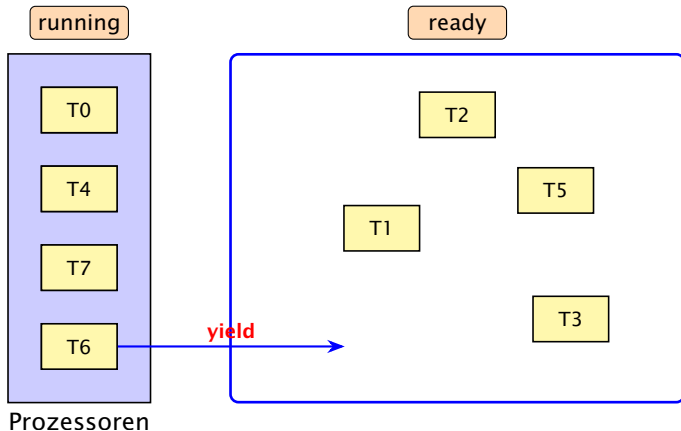 running
ready
T0
T4
T7
T6
yield
T2
T5
T1
T3
Prozessoren